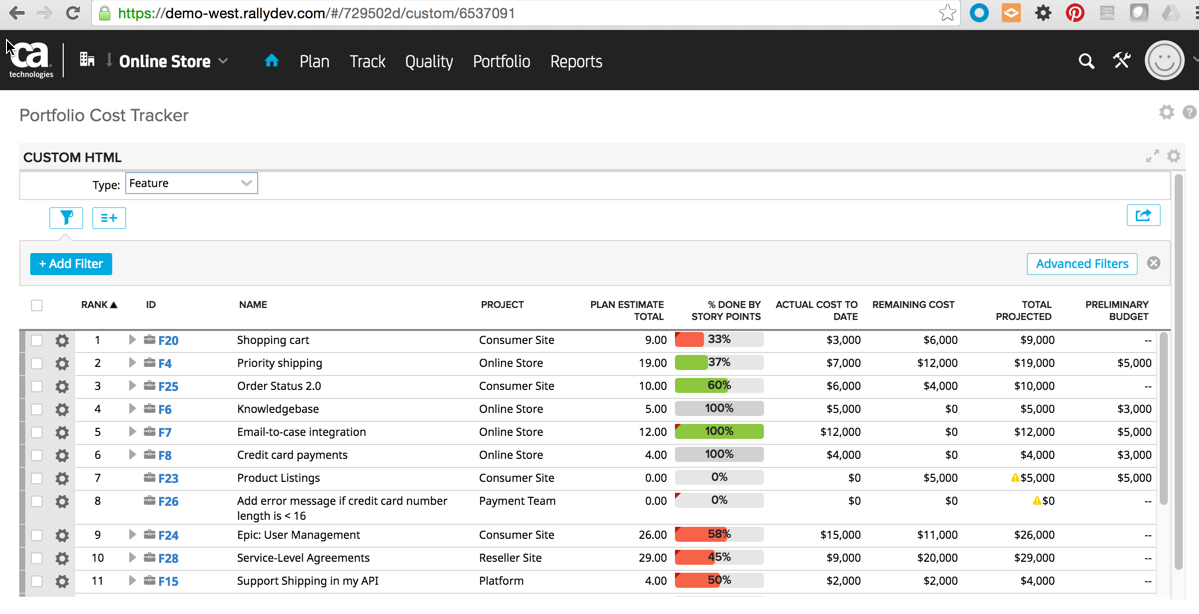 https://demo-west.rallydev.com/#/729502d/custom/6537091
ca
technologies
Online Store
Plan Track Quality Portfolio Reports
Portfolio Cost Tracker
CUSTOM HTML
Type: Feature
+ Add Filter Advanced Filters
RANK ID NAME PROJECT PLAN ESTIMATE TOTAL % DONE BY STORY POINTS ACTUAL COST TO DATE REMAINING COST TOTAL PROJECTED PRELIMINARY BUDGET
1 F20 Shopping cart Consumer Site 9.00 33% $3,000 $6,000 $9,000 --
2 F4 Priority shipping Online Store 19.00 37% $7,000 $12,000 $19,000 $5,000
3 F25 Order Status 2.0 Consumer Site 10.00 60% $6,000 $4,000 $10,000 --
4 F6 Knowledgebase Online Store 5.00 100% $5,000 $0 $5,000 $3,000
5 F7 Email-to-case integration Online Store 12.00 100% $12,000 $0 $12,000 $5,000
6 F8 Credit card payments Online Store 4.00 100% $4,000 $0 $4,000 $3,000
7 F23 Product Listings Consumer Site 0.00 0% $0 $5,000 $5,000 $5,000
8 F26 Add error message if credit card number Payment Team 0.00 0% $0 $0 $0 --
length is < 16
9 F24 Epic: User Management Consumer Site 26.00 58% $15,000 $11,000 $26,000 --
10 F28 Service-Level Agreements Reseller Site 29.00 45% $9,000 $20,000 $29,000 --
11 F15 Support Shipping in my API Platform 4.00 50% $2,000 $2,000 $4,000 --